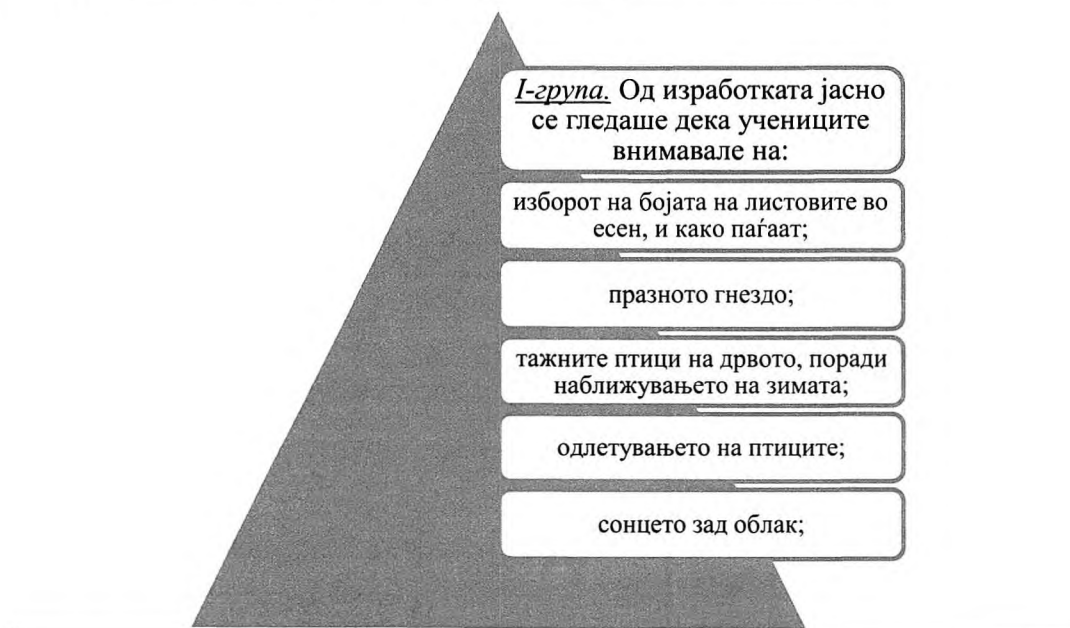 I-група. Од изработката јасно
се гледаше дека учениците
внимавале на:
изборот на бојата на листовите во
есен, и како паѓаат;
празното гнездо;
тажните птици на дрвото, поради
наближувањето на зимата;
одлетувањето на птиците;
сонцето зад облак;